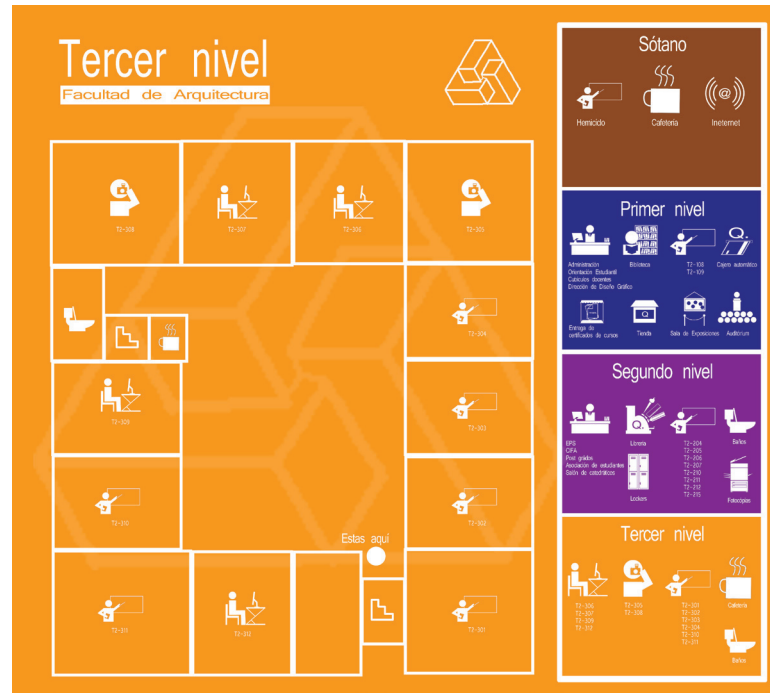 Tercer nivel
Facultad de Arquitectura
T2-308
T2-307
T2-306
T2-305
T2-304
T2-309
T2-303
T2-310
T2-302
Estas aquí
T2-311
T2-312
T2-301
Sótano
Hemiciclo
Cafetería
Ineternet
Primer nivel
Administración
Orientación Estudiantil
Cubículos docentes
Dirección de Diseño Gráfico
Biblioteca
T2-108
T2-109
Q.
Cajero automático
Entrega de
certificados de cursos
Q
Tienda
Sala de Exposiciones
Auditórium
Segundo nivel
EPS
CIFA
Post grados
Asociación de estudiantes
Salón de catedráticos
Q.
Librería
Lockers
T2-204
T2-205
T2-206
T2-207
T2-210
T2-211
T2-212
T2-215
Baños
Fotocópias
Tercer nivel
T2-306
T2-307
T2-309
T2-312
T2-305
T2-308
T2-301
T2-302
T2-303
T2-304
T2-310
T2-311
Cafetería
Baños
@